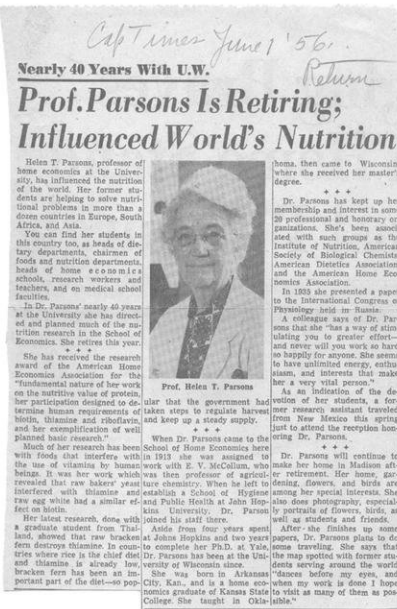 Cap Times June 1 '56.
Return
Nearly 40 Years With U.W.
Prof. Parsons Is Retiring;
Influenced World's Nutrition
Helen T. Parsons, professor of
home economics at the Univer-
sity, has influenced the nutrition
of the world. Her former stu-
dents are helping to solve nutri-
tional problems in more than a
dozen countries in Europe, South
Africa, and Asia.
You can find her students in
this country too, as heads of die-
tary departments, chairmen of
foods and nutrition departments,
heads of home economics
schools, research workers and
teachers, and on medical school
faculties.
In Dr. Parsons' nearly 40 years
at the University she has direct-
ed and planned much of the nu-
trition research in the School of
Economics. She retires this year.
+ + +
She has received the research
award of the American Home
Economics Association for the
"fundamental nature of her work
on the nutritive value of protein,
her participation designed to de-
termine human requirements of
biotin, thiamine and riboflavin,
and her exemplification of well
planned basic research."
Much of her research has been
with foods that interfere with
the use of vitamins by human
beings. It was her work which
revealed that raw bakers' yeast
interfered with thiamine and
raw egg white had a similar ef-
fect on biotin.
Her latest research, done with
a graduate student from Thai-
land, showed that raw bracken
fern destroys thiamine. In coun-
tries where rice is the chief diet
and thiamine is already low,
bracken fern has been an im-
portant part of the diet—so pop-
Prof. Helen T. Parsons
ular that the government had
taken steps to regulate harvest
and keep up a steady supply.
+ + +
When Dr. Parsons came to the
School of Home Economics here
in 1913 she was assigned to
work with E. V. McCollum, who
was then professor of agricul-
ture chemistry. When he left to
establish a School of Hygiene
and Public Health at John Hop-
kins University, Dr. Parson
joined his staff there.
Aside from four years spent
at Johns Hopkins and two years
to complete her Ph.D. at Yale,
Dr. Parsons has been at the Uni-
versity of Wisconsin since.
She was born in Arkansas
City, Kan., and is a home eco-
nomics graduate of Kansas State
College. She taught in Okla-
homa, then came to Wisconsin
where she received her master's
degree.
+ + +
Dr. Parsons has kept up her
membership and interest in some
20 professional and honorary or-
ganizations. She's been associ-
ated with such groups as the
Institute of Nutrition, American
Society of Biological Chemists
American Dietetics Association
and the American Home Eco
nomics Association.
In 1935 she presented a paper
to the International Congress of
Physiology held in Russia.
A colleague says of Dr. Par
sons that she "has a way of stim
ulating you to greater effort—
and never will you work so hard
so happily for anyone. She seem
to have unlimited energy, enthu
siasm, and interests that make
her a very vital person."
As an indication of the de
votion of her students, a for-
mer research assistant traveled
from New Mexico this spring
just to attend the reception hon-
oring Dr. Parsons.
+ + +
Dr. Parsons will continue to
make her home in Madison aft-
er retirement. Her home, gar-
dening, flowers, and birds are
among her special interests. She
also does photography, especial-
ly portraits of flowers, birds, as
well as students and friends.
After she finishes up some
papers, Dr. Parsons plans to do
some traveling. She says that
the map spotted with former stu-
dents serving around the world
"dances before my eyes, and
when my work is done I hope
to visit as many of them as pos-
sible."